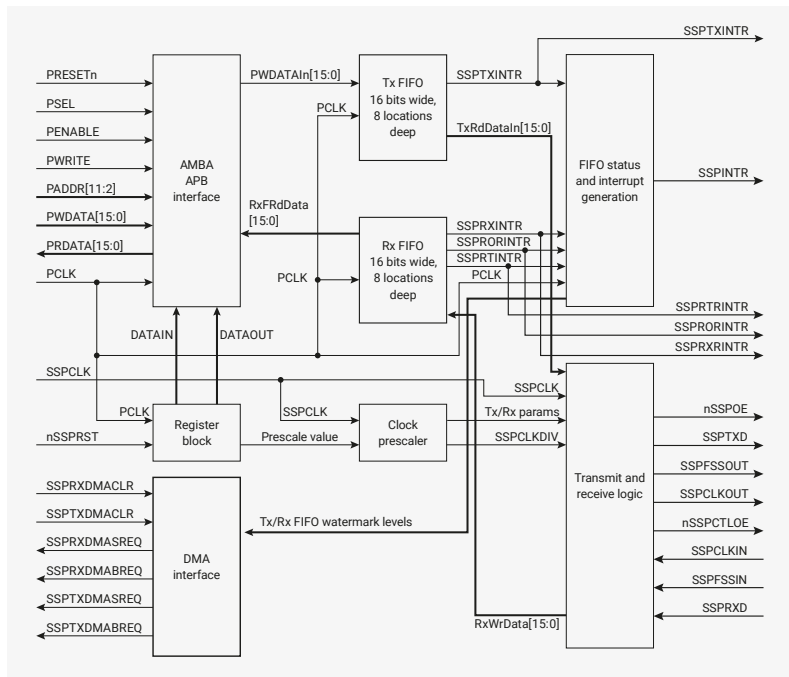 SSPTXINTR
PRESETn
PSEL
PENABLE
PWRITE
PADDR[11:2]
PWDATA[15:0]
PRDATA[15:0]
PCLK
AMBA
APB
interface
PWDATAIn[15:0]
PCLK
Tx FIFO
16 bits wide,
8 locations
deep
SSPTXINTR
TxRdDataIn[15:0]
FIFO status
and interrupt
generation
SSPINTR
RxFRdData
[15:0]
PCLK
Rx FIFO
16 bits wide,
8 locations
deep
SSPRXINTR
SSPRORINTR
SSPRTINTR
PCLK
SSPRTRINTR
SSPRORINTR
SSPRXRINTR
DATAIN
DATAOUT
SSPCLK
PCLK
nSSPRST
Register
block
SSPCLK
Prescale value
Clock
prescaler
SSPCLK
Tx/Rx params
SSPCLKDIV
Transmit and
receive logic
nSSPOE
SSPTXD
SSPFSSOUT
SSPCLKOUT
nSSPCTLOE
SSPCLKIN
SSPFSSIN
SSPRXD
SSPRXDMACLR
SSPTXDMACLR
SSPRXDMASREQ
SSPRXDMABREQ
SSPTXDMASREQ
SSPTXDMABREQ
DMA
interface
Tx/Rx FIFO watermark levels
RxWrData[15:0]